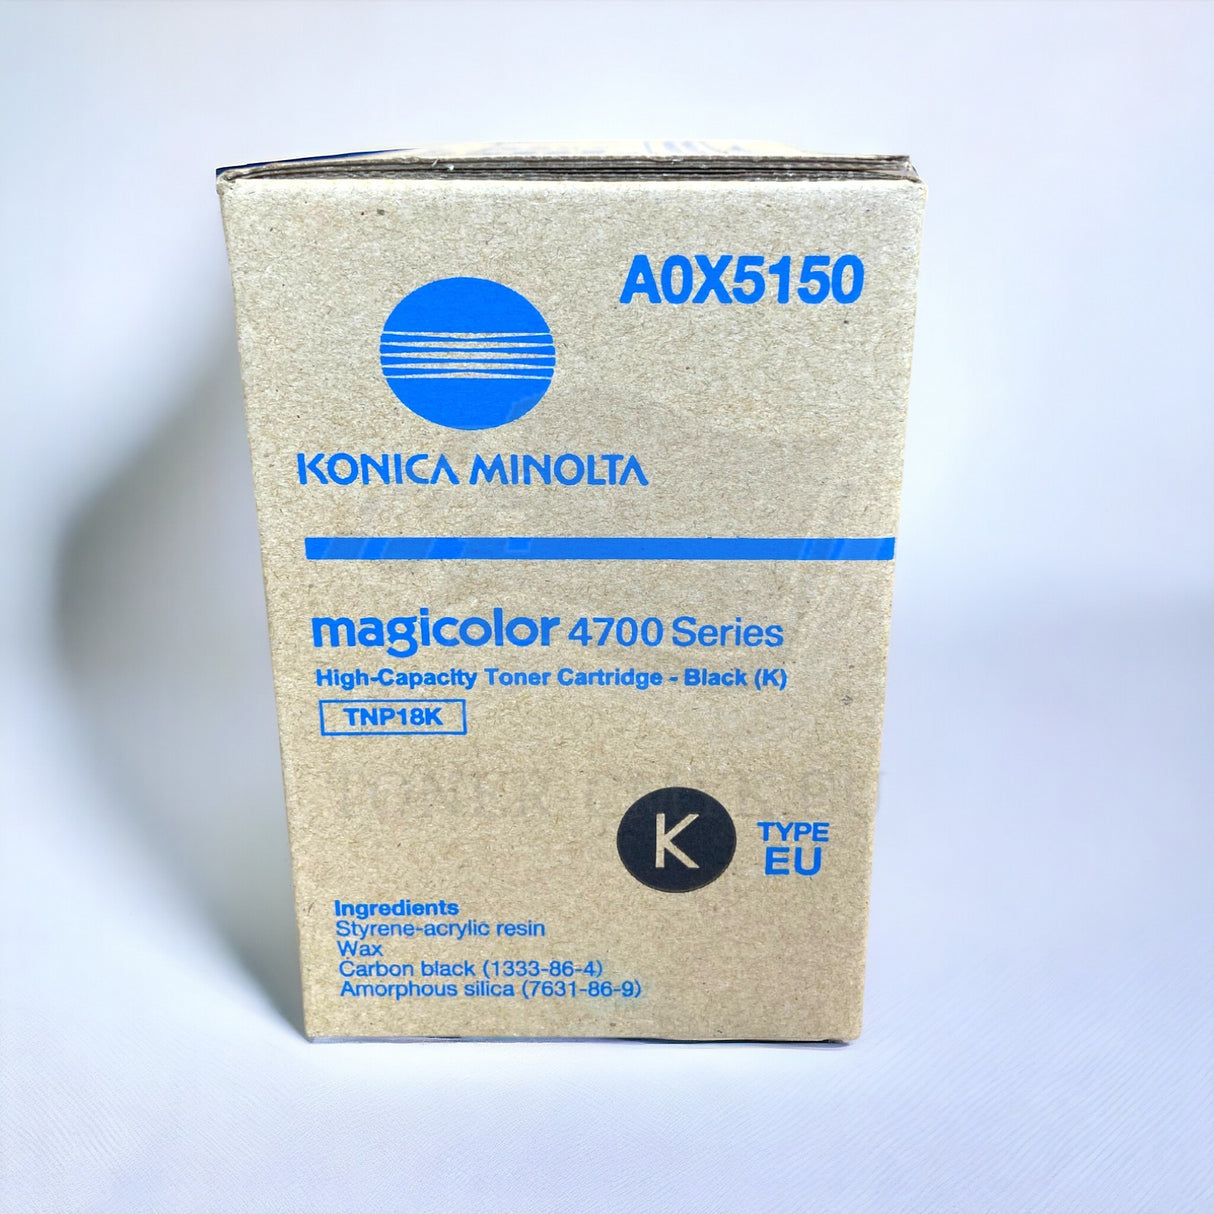 A0X5150
KONICA MINOLTA
magicolor 4700 Series
High-Capacity Toner Cartridge - Black (K)
TNP18K
K
TYPE
EU
Ingredients
Styrene-acrylic resin
Wax
Carbon black (1333-86-4)
Amorphous silica (7631-86-9)